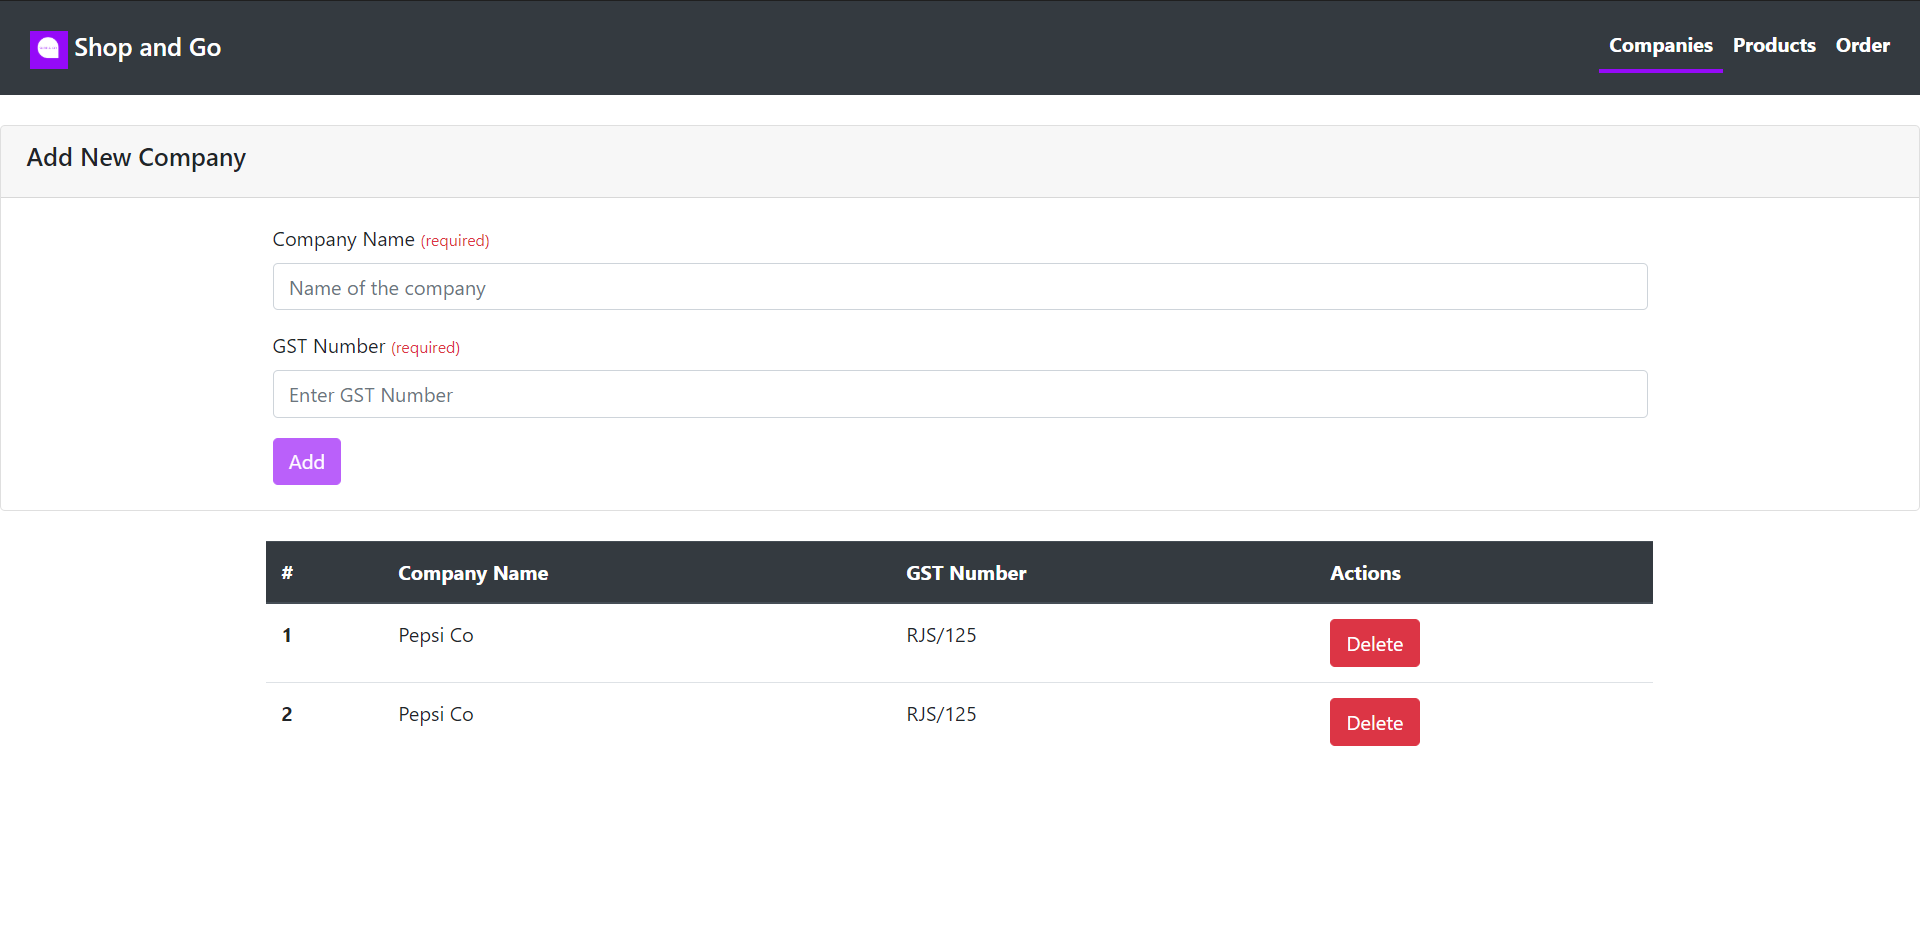 Shop and Go
Companies Products Order
Add New Company
Company Name (required)
Name of the company
GST Number (required)
Enter GST Number
Add
# Company Name GST Number Actions
1 Pepsi Co RJS/125 Delete
2 Pepsi Co RJS/125 Delete